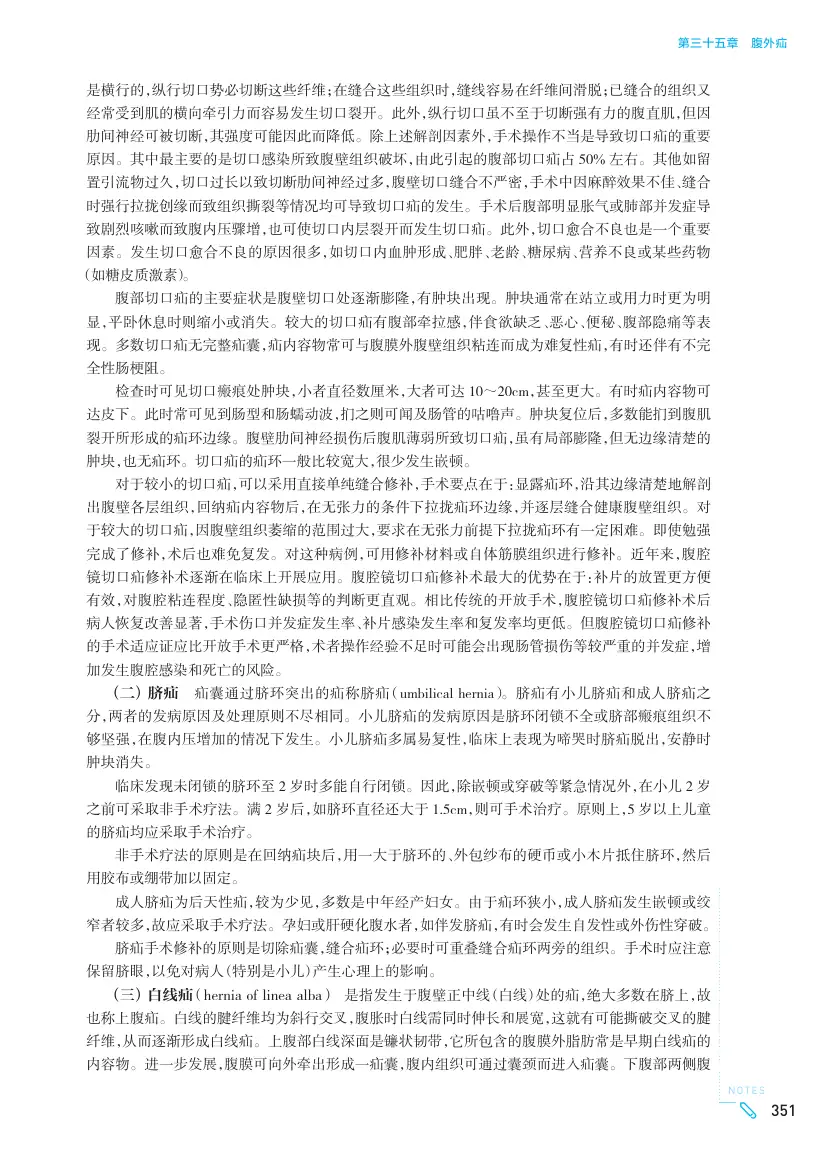 第三十五章 腹外疝
是横行的,纵行切口势必切断这些纤维;在缝合这些组织时,缝线容易在纤维间滑脱;已缝合的组织又
经常受到肌的横向牵引力而容易发生切口裂开。此外,纵行切口虽不至于切断强有力的腹直肌,但因
肋间神经可被切断,其强度可能因此而降低。除上述解剖因素外,手术操作不当是导致切口疝的重要
原因。其中最主要的是切口感染所致腹壁组织破坏,由此引起的腹部切口疝占50%左右。其他如留
置引流物过久,切口过长以致切断肋间神经过多,腹壁切口缝合不严密,手术中因麻醉效果不佳、缝合
时强行拉拢创缘而致组织撕裂等情况均可导致切口疝的发生。手术后腹部明显胀气或肺部并发症导
致剧烈咳嗽而致腹内压骤增,也可使切口内层裂开而发生切口疝。此外,切口愈合不良也是一个重要
因素。发生切口愈合不良的原因很多,如切口内血肿形成、肥胖、老龄、糖尿病、营养不良或某些药物
(如糖皮质激素)。
腹部切口疝的主要症状是腹壁切口处逐渐膨隆,有肿块出现。肿块通常在站立或用力时更为明
显,平卧休息时则缩小或消失。较大的切口疝有腹部牵拉感,伴食欲缺乏、恶心、便秘、腹部隐痛等表
现。多数切口疝无完整疝囊,疝内容物常可与腹膜外腹壁组织粘连而成为难复性疝,有时还伴有不完
全性肠梗阻。
检查时可见切口瘢痕处肿块,小者直径数厘米,大者可达10~20cm,甚至更大。有时疝内容物可
达皮下。此时常可见到肠型和肠蠕动波,扪之则可闻及肠管的咕噜声。肿块复位后,多数能扪到腹肌
裂开所形成的疝环边缘。腹壁肋间神经损伤后腹肌薄弱所致切口疝,虽有局部膨隆,但无边缘清楚的
肿块,也无疝环。切口疝的疝环一般比较宽大,很少发生嵌顿。
对于较小的切口疝,可以采用直接单纯缝合修补,手术要点在于:显露疝环,沿其边缘清楚地解剖
出腹壁各层组织,回纳疝内容物后,在无张力的条件下拉拢疝环边缘,并逐层缝合健康腹壁组织。对
于较大的切口疝,因腹壁组织萎缩的范围过大,要求在无张力前提下拉拢疝环有一定困难。即使勉强
完成了修补,术后也难免复发。对这种病例,可用修补材料或自体筋膜组织进行修补。近年来,腹腔
镜切口疝修补术逐渐在临床上开展应用。腹腔镜切口疝修补术最大的优势在于:补片的放置更方便
有效,对腹腔粘连程度、隐匿性缺损等的判断更直观。相比传统的开放手术,腹腔镜切口疝修补术后
病人恢复改善显著,手术伤口并发症发生率、补片感染发生率和复发率均更低。但腹腔镜切口疝修补
的手术适应证应比开放手术更严格,术者操作经验不足时可能会出现肠管损伤等较严重的并发症,增
加发生腹腔感染和死亡的风险。
(二)脐疝 疝囊通过脐环突出的疝称脐疝(umbilical hernia)。脐疝有小儿脐疝和成人脐疝之
分,两者的发病原因及处理原则不尽相同。小儿脐疝的发病原因是脐环闭锁不全或脐部瘢痕组织不
够坚强,在腹内压增加的情况下发生。小儿脐疝多属易复性,临床上表现为啼哭时脐疝脱出,安静时
肿块消失。
临床发现未闭锁的脐环至2岁时多能自行闭锁。因此,除嵌顿或穿破等紧急情况外,在小儿2岁
之前可采取非手术疗法。满2岁后,如脐环直径还大于1.5cm,则可手术治疗。原则上,5岁以上儿童
的脐疝均应采取手术治疗。
非手术疗法的原则是在回纳疝块后,用一大于脐环的、外包纱布的硬币或小木片抵住脐环,然后
用胶布或绷带加以固定。
成人脐疝为后天性疝,较为少见,多数是中年经产妇女。由于疝环狭小,成人脐疝发生嵌顿或绞
窄者较多,故应采取手术疗法。孕妇或肝硬化腹水者,如伴发脐疝,有时会发生自发性或外伤性穿破。
脐疝手术修补的原则是切除疝囊,缝合疝环;必要时可重叠缝合疝环两旁的组织。手术时应注意
保留脐眼,以免对病人(特别是小儿)产生心理上的影响。
(三)白线疝(hernia of linea alba) 是指发生于腹壁正中线(白线)处的疝,绝大多数在脐上,故
也称上腹疝。白线的腱纤维均为斜行交叉,腹胀时白线需同时伸长和展宽,这就有可能撕破交叉的腱
纤维,从而逐渐形成白线疝。上腹部白线深面是镰状韧带,它所包含的腹膜外脂肪常是早期白线疝的
内容物。进一步发展,腹膜可向外牵出形成一疝囊,腹内组织可通过囊颈而进入疝囊。下腹部两侧腹
NOTES
351